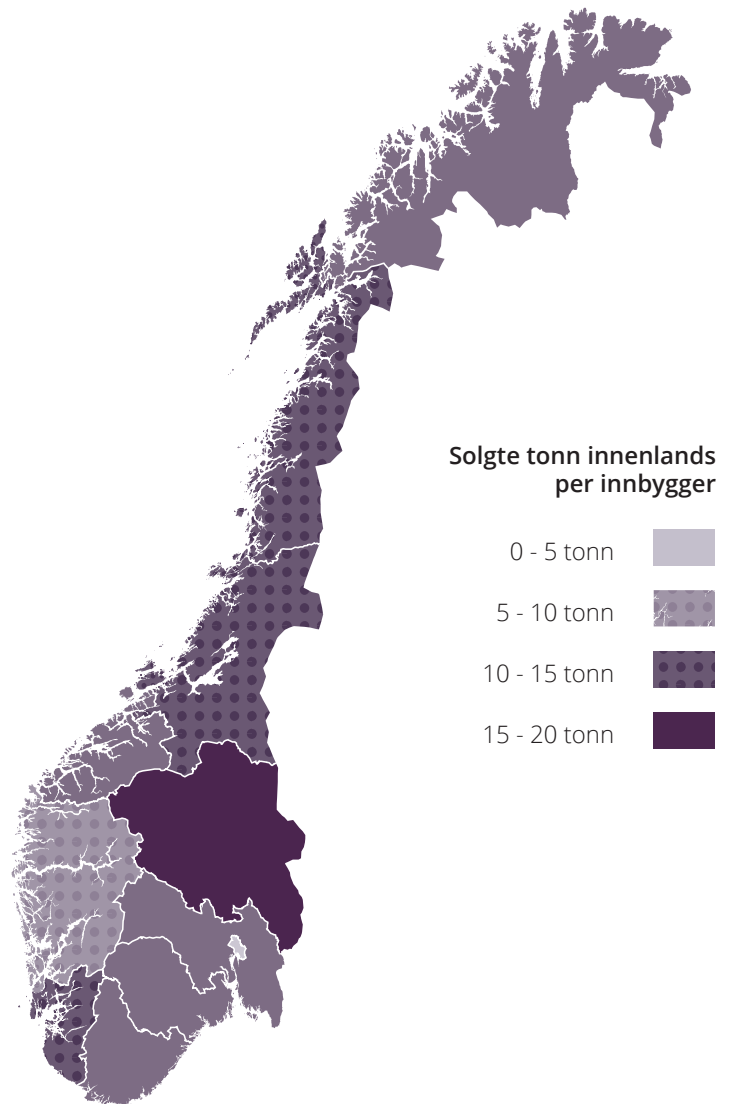 Solgte tonn innenlands
per innbygger
0 - 5 tonn
5 - 10 tonn
10 - 15 tonn
15 - 20 tonn